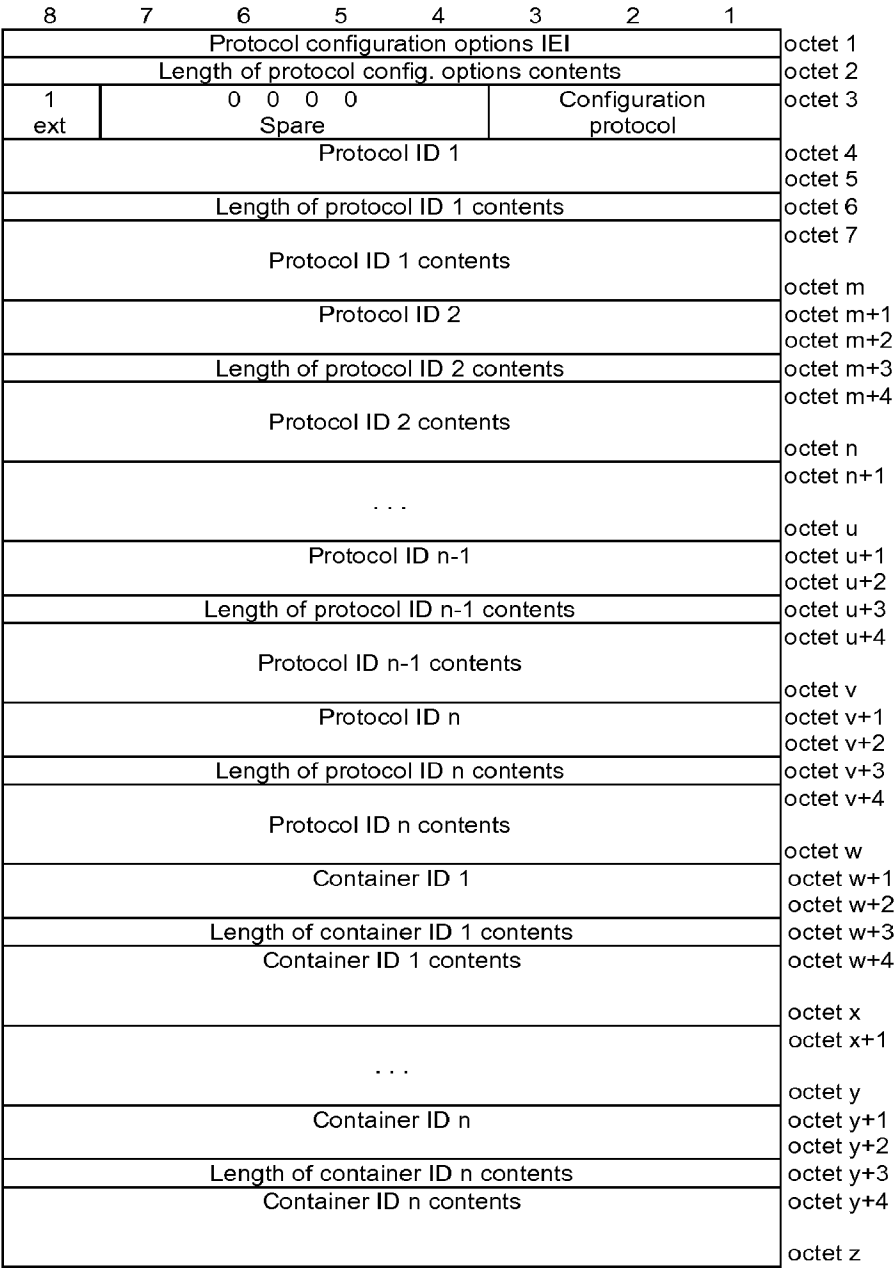 8 7 6 5 4 3 2 1
Protocol configuration options IEI octet 1
Length of protocol config. options contents octet 2
1 0 0 0 0 Configuration octet 3
ext Spare protocol
Protocol ID 1 octet 4
octet 5
Length of protocol ID 1 contents octet 6
octet 7
Protocol ID 1 contents
octet m
Protocol ID 2 octet m+1
octet m+2
Length of protocol ID 2 contents octet m+3
octet m+4
Protocol ID 2 contents
octet n
octet n+1
. . .
octet u
Protocol ID n-1 octet u+1
octet u+2
Length of protocol ID n-1 contents octet u+3
octet u+4
Protocol ID n-1 contents
octet v
Protocol ID n octet v+1
octet v+2
Length of protocol ID n contents octet v+3
octet v+4
Protocol ID n contents
octet w
Container ID 1 octet w+1
octet w+2
Length of container ID 1 contents octet w+3
Container ID 1 contents octet w+4
octet x
octet x+1
. . .
octet y
Container ID n octet y+1
octet y+2
Length of container ID n contents octet y+3
Container ID n contents octet y+4
octet z